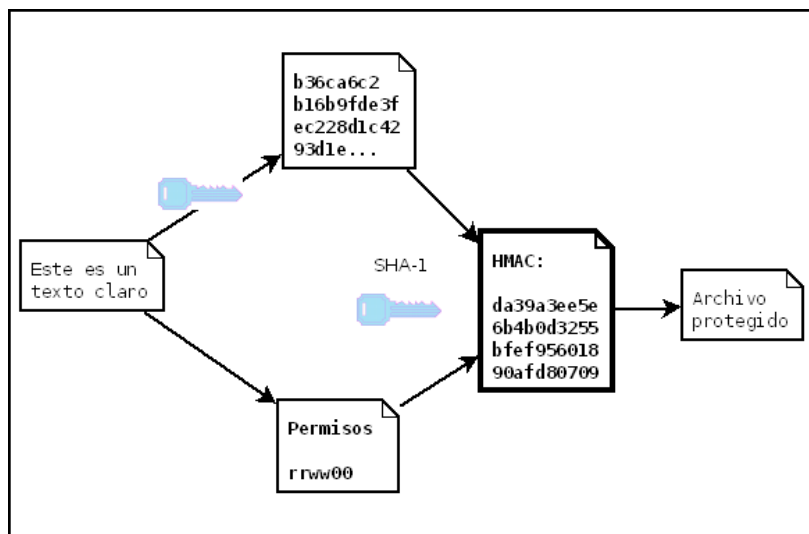 b36ca6c2
b16b9fde3f
ec228d1c42
93d1e...
Este es un
texto claro
SHA-1
HMAC:
da39a3ee5e
6b4b0d3255
bfef956018
90afd80709
Archivo
protegido
Permisos
rrww00